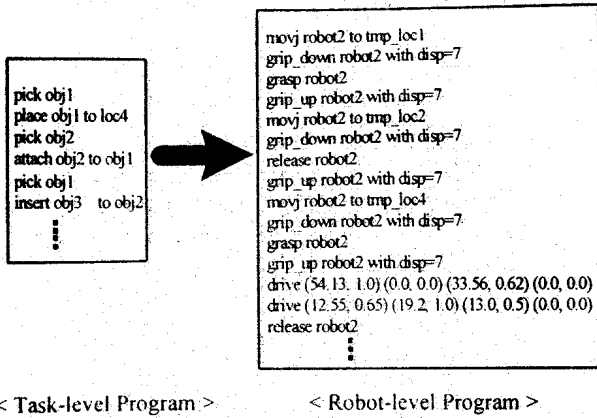 pick obj1
place obj1 to loc4
pick obj2
attach obj2 to obj1
pick obj1
insert obj3 to obj2
movj robot2 to tmp_loc1
grip_down robot2 with disp=7
grasp robot2
grip_up robot2 with disp=7
movj robot2 to tmp_loc2
grip_down robot2 with disp=7
release robot2
grip_up robot2 with disp=7
movj robot2 to tmp_loc4
grip_down robot2 with disp=7
grasp robot2
grip_up robot2 with disp=7
drive (54.13, 1.0) (0.0, 0.0) (33.56, 0.62) (0.0, 0.0)
drive (12.55, 0.65) (19.2, 1.0) (13.0, 0.5) (0.0, 0.0)
release robot2
< Task-level Program >
< Robot-level Program >